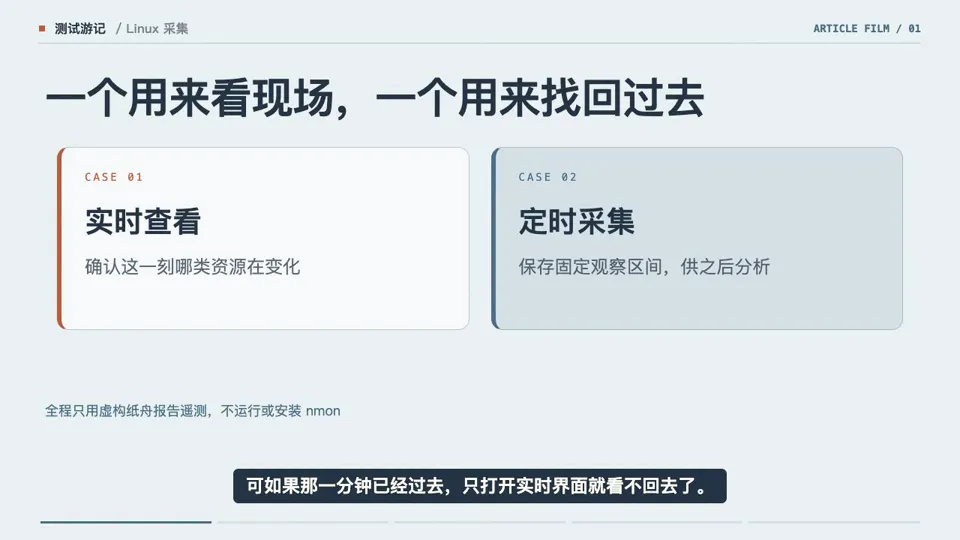 测试游记 / Linux 采集
ARTICLE FILM / 01
一个用来看现场，一个用来找回过去
CASE 01
实时查看
确认这一刻哪类资源在变化
CASE 02
定时采集
保存固定观察区间，供之后分析
全程只用虚构纸舟报告遥测，不运行或安装 nmon
可如果那一分钟已经过去，只打开实时界面就看不回去了。